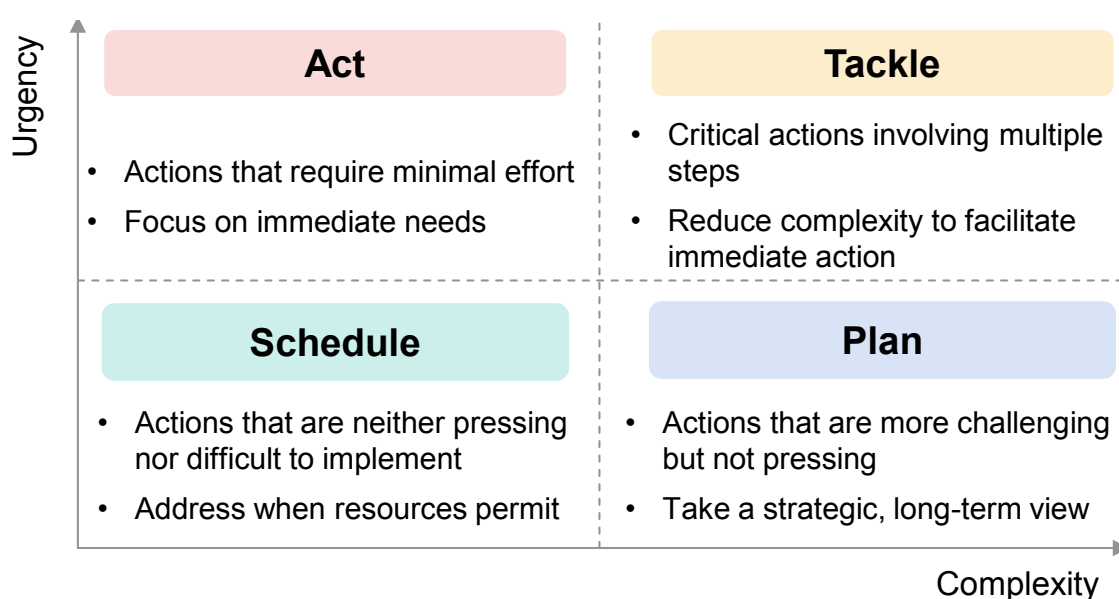 Urgency
Act
• Actions that require minimal effort
• Focus on immediate needs
Tackle
• Critical actions involving multiple
steps
• Reduce complexity to facilitate
immediate action
Schedule
• Actions that are neither pressing
nor difficult to implement
• Address when resources permit
Plan
• Actions that are more challenging
but not pressing
• Take a strategic, long-term view
Complexity